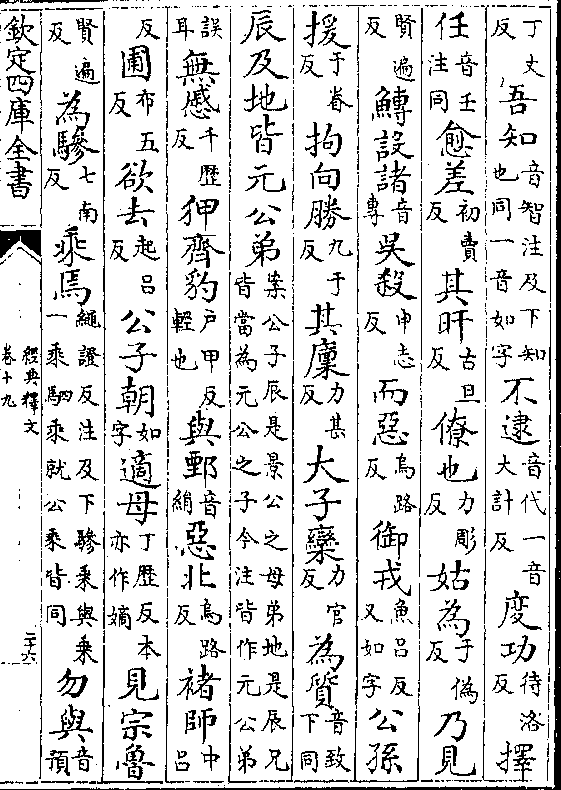 丁丈反吾知音智注及下知也同一音如字不逮音代一音大計反度功待洛反擇
任音壬注同愈差初賣反其旰古旦反僚也力彫反姑為于偽反乃見
賢遍反鱄設諸音專吳殺申志反而惡烏路反御戎魚呂反又如字公孫
援于眷反拘向勝九于反其廩力甚反大子欒力官反為質音致下同
辰及地皆元公弟案公子辰是景公之母弟地是辰兄皆當為元公之子今注皆作元公弟
誤耳無慼千歷反狎齊豹戶甲反輕也與鄄音絹惡北烏路反褚師中呂
反圃布五反欲去起呂反公子朝如字適母丁歷反本亦作嫡見宗魯
賢遍反為驂七南反乘焉繩證反注及下驂乘與乘一乘駟乘就公乘皆同勿與音預
欽定四庫全書
經典釋文
卷十九
二十六